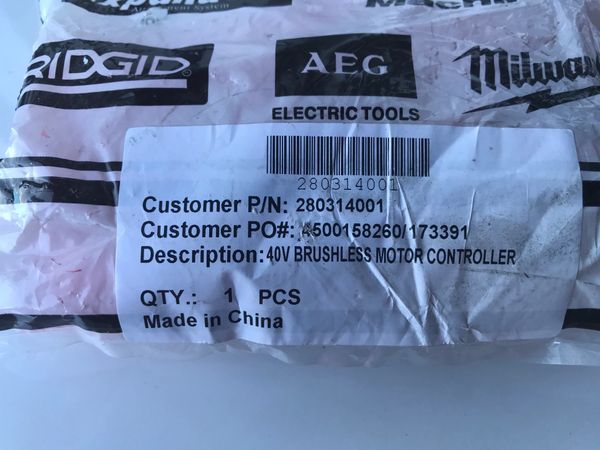 System
RIDGID
AEG
ELECTRIC TOOLS
280314001
Customer P/N: 280314001
Customer PO#: 4500158260/173391
Description: 40V BRUSHLESS MOTOR CONTROLLER
QTY.: 1 PCS
Made in China